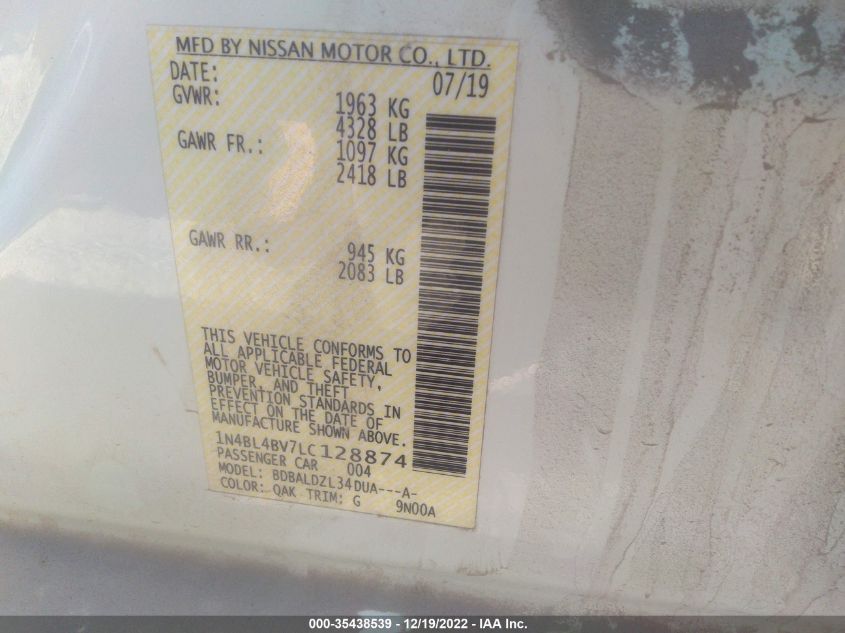 MFD BY NISSAN MOTOR CO., LTD.
DATE: 07/19
GVWR: 1963 KG
4328 LB
GAWR FR.: 1097 KG
2418 LB
GAWR RR.: 945 KG
2083 LB
THIS VEHICLE CONFORMS TO
ALL APPLICABLE FEDERAL
MOTOR VEHICLE SAFETY,
BUMPER, AND THEFT
PREVENTION STANDARDS IN
EFFECT ON THE DATE OF
MANUFACTURE SHOWN ABOVE.
1N4BL4BV7LC128874
PASSENGER CAR 004
MODEL: BDBALDZL34DUA---A-
COLOR: QAK TRIM: G 9N00A
000-35438539 - 12/19/2022 - IAA Inc.